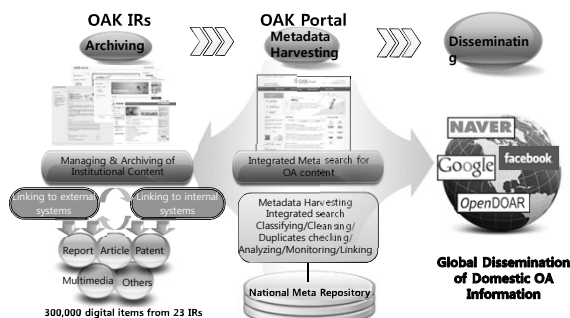 OAK IRs
Archiving
Managing & Archiving of
Institutional Content
Linking to external
systems
Linking to internal
systems
Report
Article
Patent
Multimedia
Others
300,000 digital items from 23 IRs
OAK Portal
Metadata
Harvesting
Integrated Meta search for
OA content
Metadata Harvesting
Integrated search
Classifying/Cleansing/
Duplicates checking/
Analyzing/Monitoring/Linking
National Meta Repository
Disseminatin
g
NAVER
Google
facebook
OpenDOAR
Global Dissemination
of Domestic OA
Information